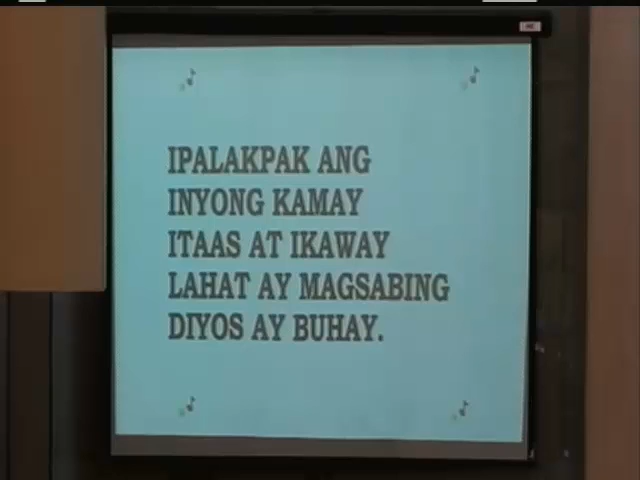 IPALAKPAK ANG
INYONG KAMAY
ITAAS AT IKAWAY
LAHAT AY MAGSABING
DIYOS AY BUHAY.